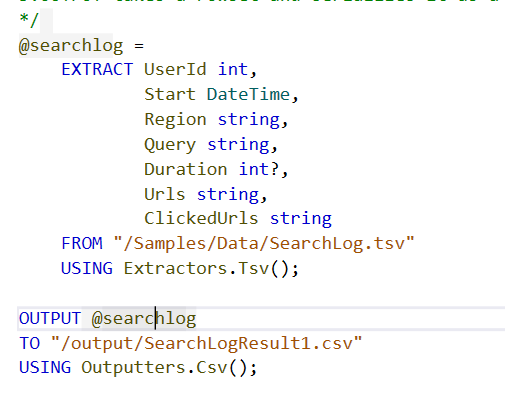 */
@searchlog =
    EXTRACT UserId int,
            Start DateTime,
            Region string,
            Query string,
            Duration int?,
            Urls string,
            ClickedUrls string
    FROM "/Samples/Data/SearchLog.tsv"
    USING Extractors.Tsv();

OUTPUT @searchlog
TO "/output/SearchLogResult1.csv"
USING Outputters.Csv();